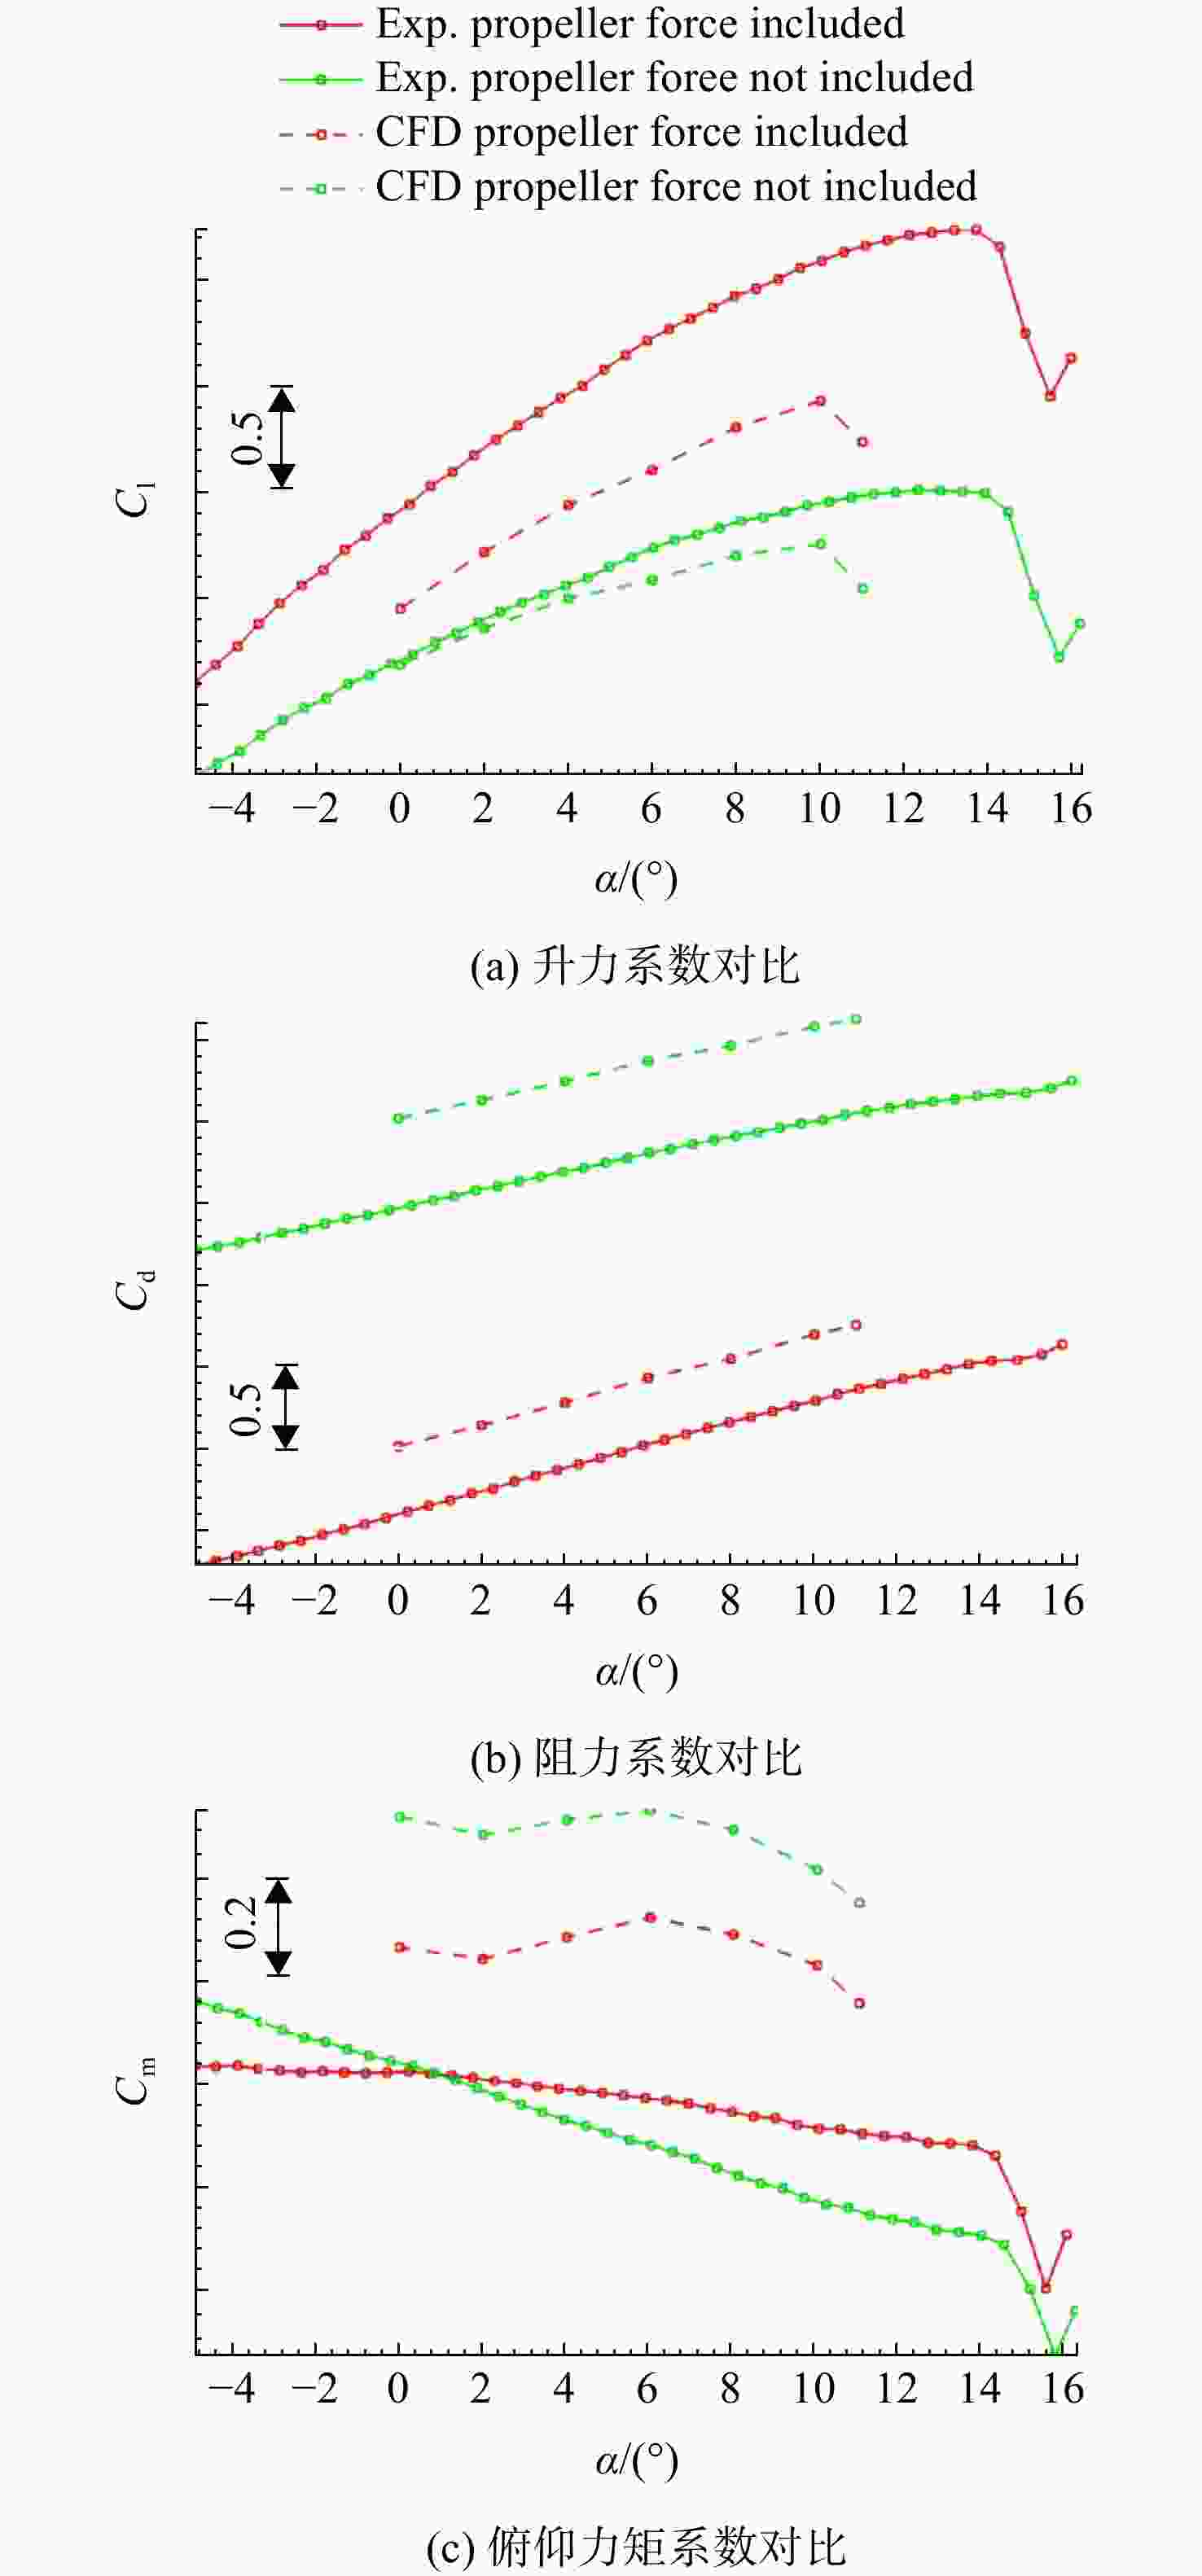 Exp. propeller force included
Exp. propeller foree not included
CFD propeller force included
CFD propeller force not included
0.5
Cl
−4 −2 0 2 4 6 8 10 12 14 16
α/(°)
(a) 升力系数对比
0.5
Cd
−4 −2 0 2 4 6 8 10 12 14 16
α/(°)
(b) 阻力系数对比
0.2
Cm
−4 −2 0 2 4 6 8 10 12 14 16
α/(°)
(c) 俯仰力矩系数对比